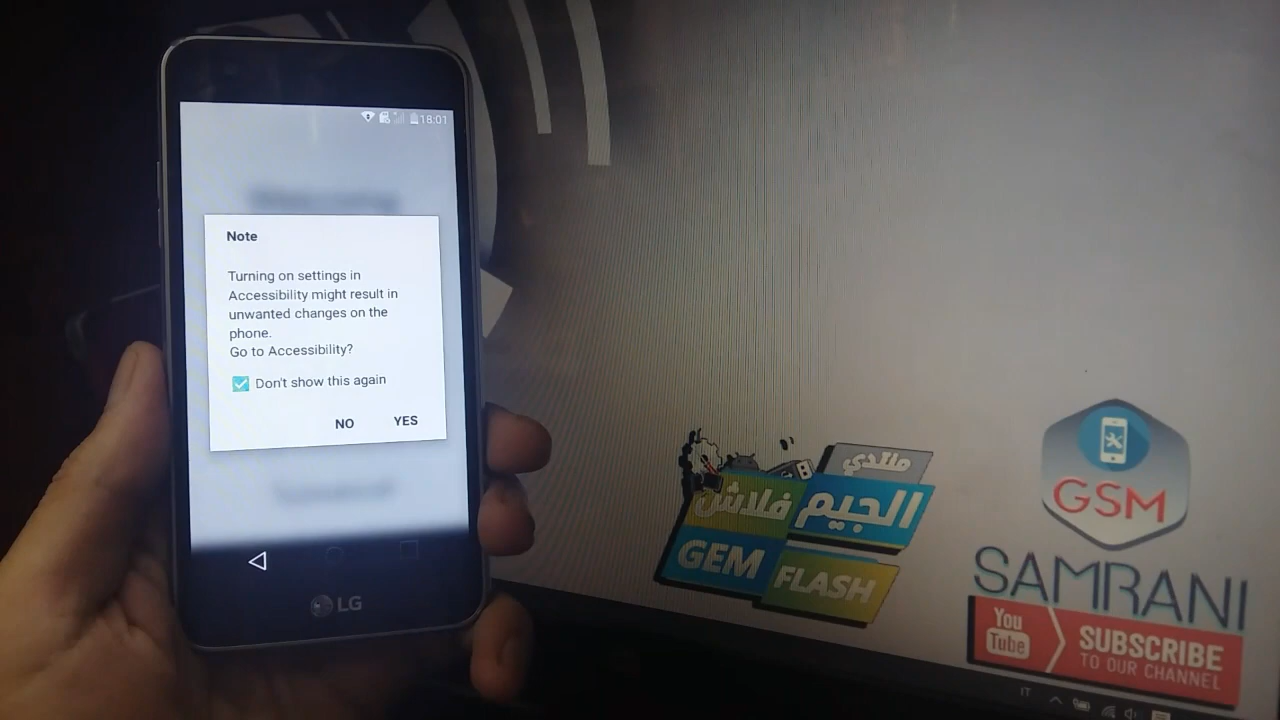 18:01
Note
Turning on settings in
Accessibility might result in
unwanted changes on the
phone.
Go to Accessibility?
Don't show this again
NO YES
LG
منتدي
الجيم فلاش
GEM FLASH
GSM
SAMRANI
You
Tube
SUBSCRIBE
TO OUR CHANNEL
IT